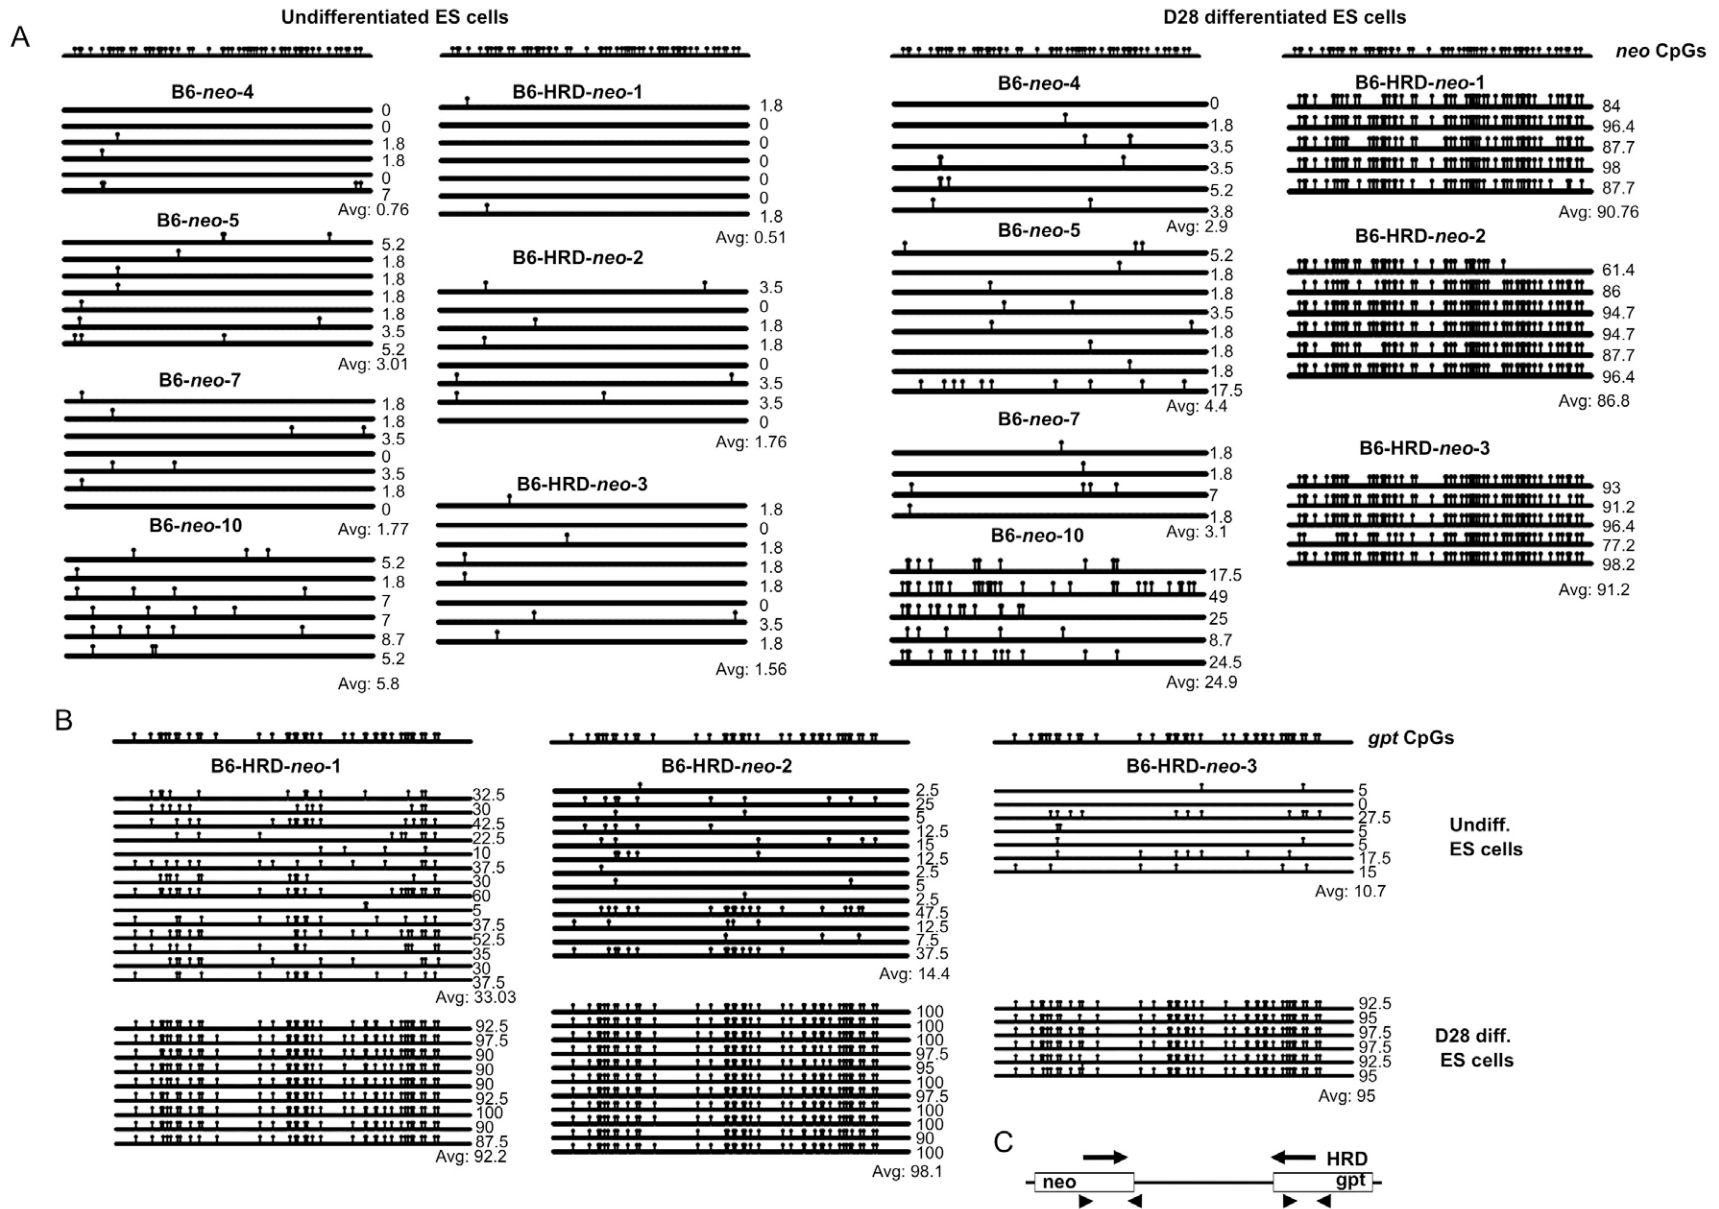 Undifferentiated ES cells
D28 differentiated ES cells
A
neo CpGs
B6-neo-4
0
0
1.8
1.8
0
7
Avg: 0.76
B6-neo-5
5.2
1.8
1.8
1.8
1.8
3.5
5.2
Avg: 3.01
B6-neo-7
1.8
1.8
3.5
0
3.5
1.8
0
Avg: 1.77
B6-neo-10
5.2
1.8
7
7
8.7
5.2
Avg: 5.8
B6-HRD-neo-1
1.8
0
0
0
0
0
1.8
Avg: 0.51
B6-HRD-neo-2
3.5
0
1.8
1.8
0
3.5
3.5
0
Avg: 1.76
B6-HRD-neo-3
1.8
0
1.8
1.8
1.8
0
3.5
1.8
Avg: 1.56
B6-neo-4
0
1.8
3.5
3.5
5.2
3.8
Avg: 2.9
B6-neo-5
5.2
1.8
1.8
3.5
1.8
1.8
1.8
17.5
Avg: 4.4
B6-neo-7
1.8
1.8
7
1.8
Avg: 3.1
B6-neo-10
17.5
49
25
8.7
24.5
Avg: 24.9
B6-HRD-neo-1
84
96.4
87.7
98
87.7
Avg: 90.76
B6-HRD-neo-2
61.4
86
94.7
94.7
87.7
96.4
Avg: 86.8
B6-HRD-neo-3
93
91.2
96.4
77.2
98.2
Avg: 91.2
B
gpt CpGs
B6-HRD-neo-1
32.5
30
42.5
22.5
10
37.5
30
60
5
37.5
52.5
35
30
37.5
Avg: 33.03
92.5
97.5
90
90
90
92.5
100
90
87.5
Avg: 92.2
B6-HRD-neo-2
2.5
25
5
12.5
15
12.5
2.5
5
2.5
47.5
12.5
7.5
37.5
Avg: 14.4
100
100
100
97.5
95
100
97.5
100
100
90
100
Avg: 98.1
B6-HRD-neo-3
5
0
27.5
5
5
17.5
15
Avg: 10.7
Undiff.
ES cells
92.5
95
97.5
97.5
92.5
95
Avg: 95
D28 diff.
ES cells
C
HRD
neo
gpt